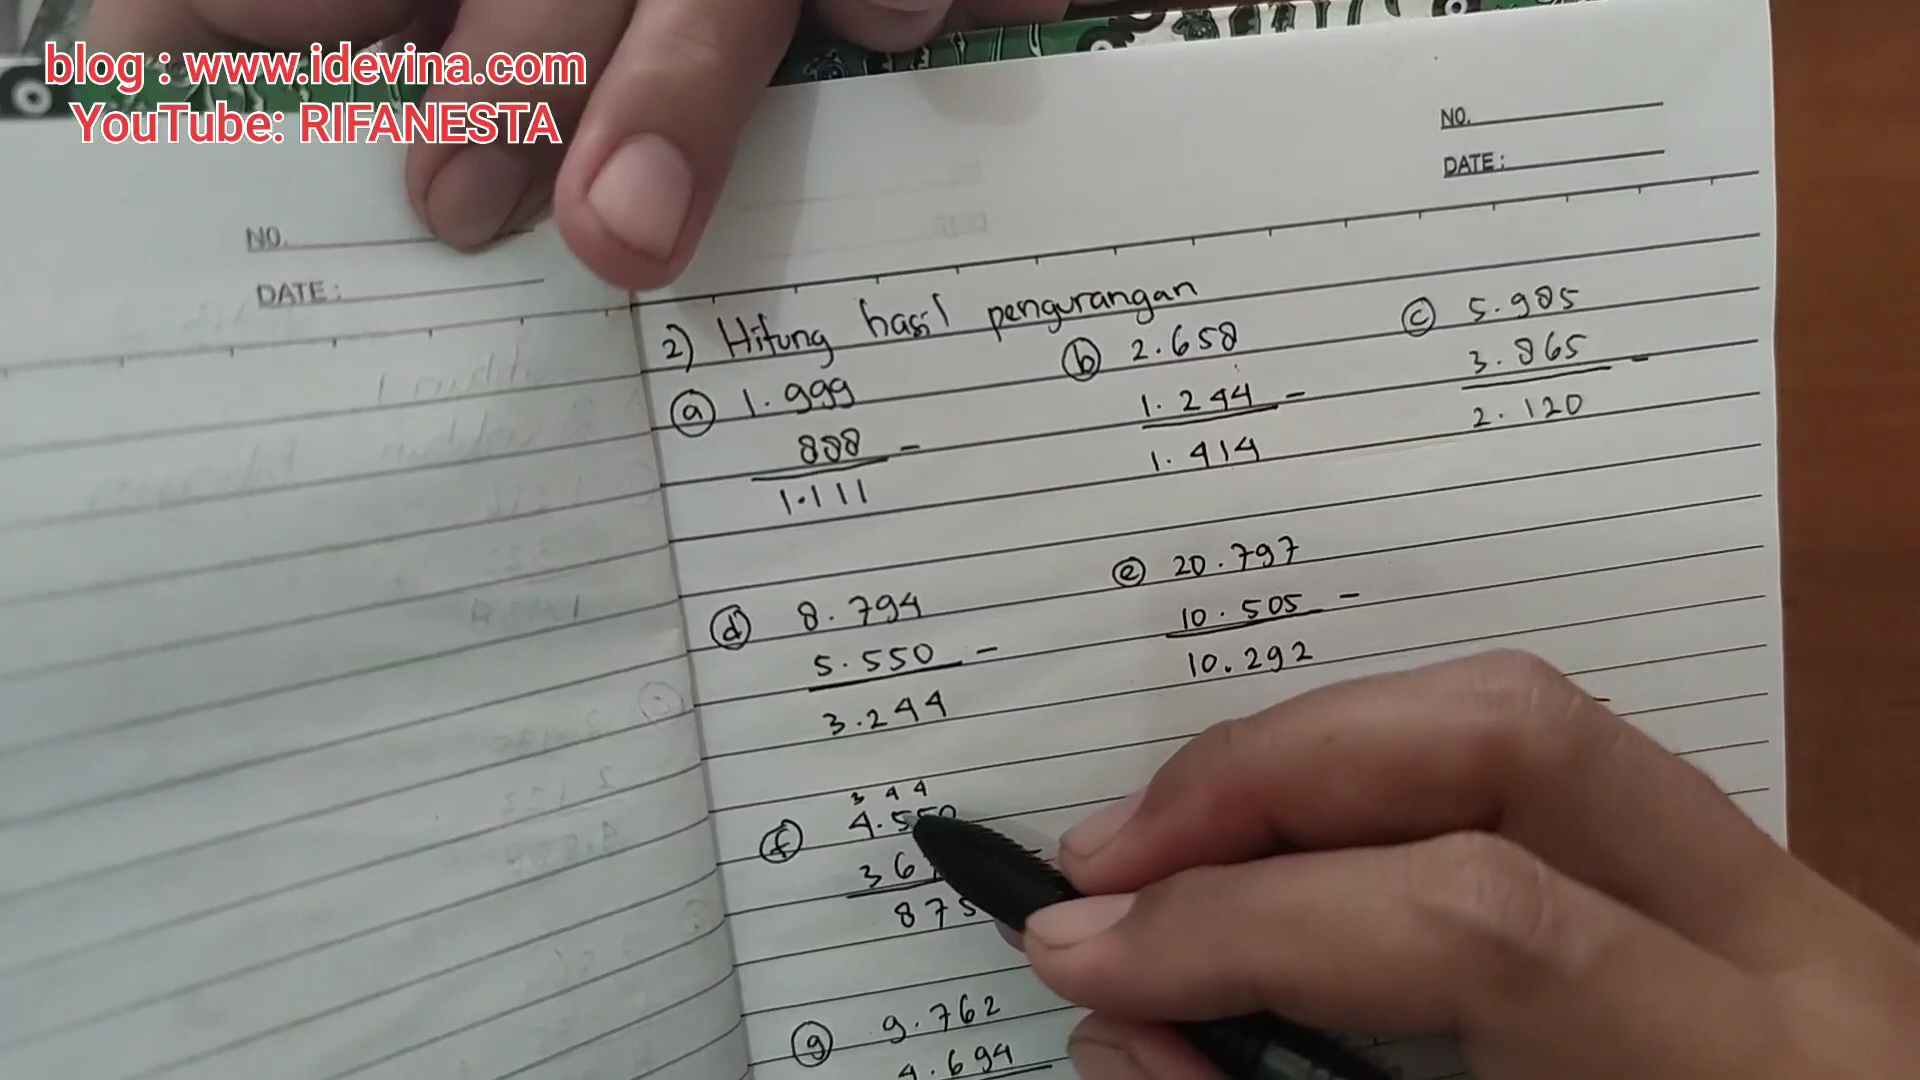 blog : www.idevina.com
YouTube: RIFANESTA
NO.
DATE :
NO.
DATE :
2) Hitung hasil pengurangan
a 1.999
888 -
1.111
b 2.658
1.244 -
1.414
c 5.985
3.865 -
2.120
d 8.794
5.550 -
3.244
e 20.797
10.505 -
10.292
3 4 4
f 4.550
36
875
g 9.762
4.694